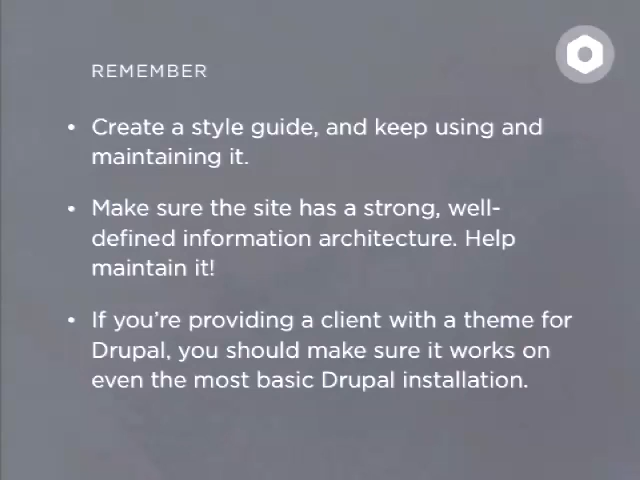 REMEMBER
• Create a style guide, and keep using and
maintaining it.
• Make sure the site has a strong, well-
defined information architecture. Help
maintain it!
• If you’re providing a client with a theme for
Drupal, you should make sure it works on
even the most basic Drupal installation.